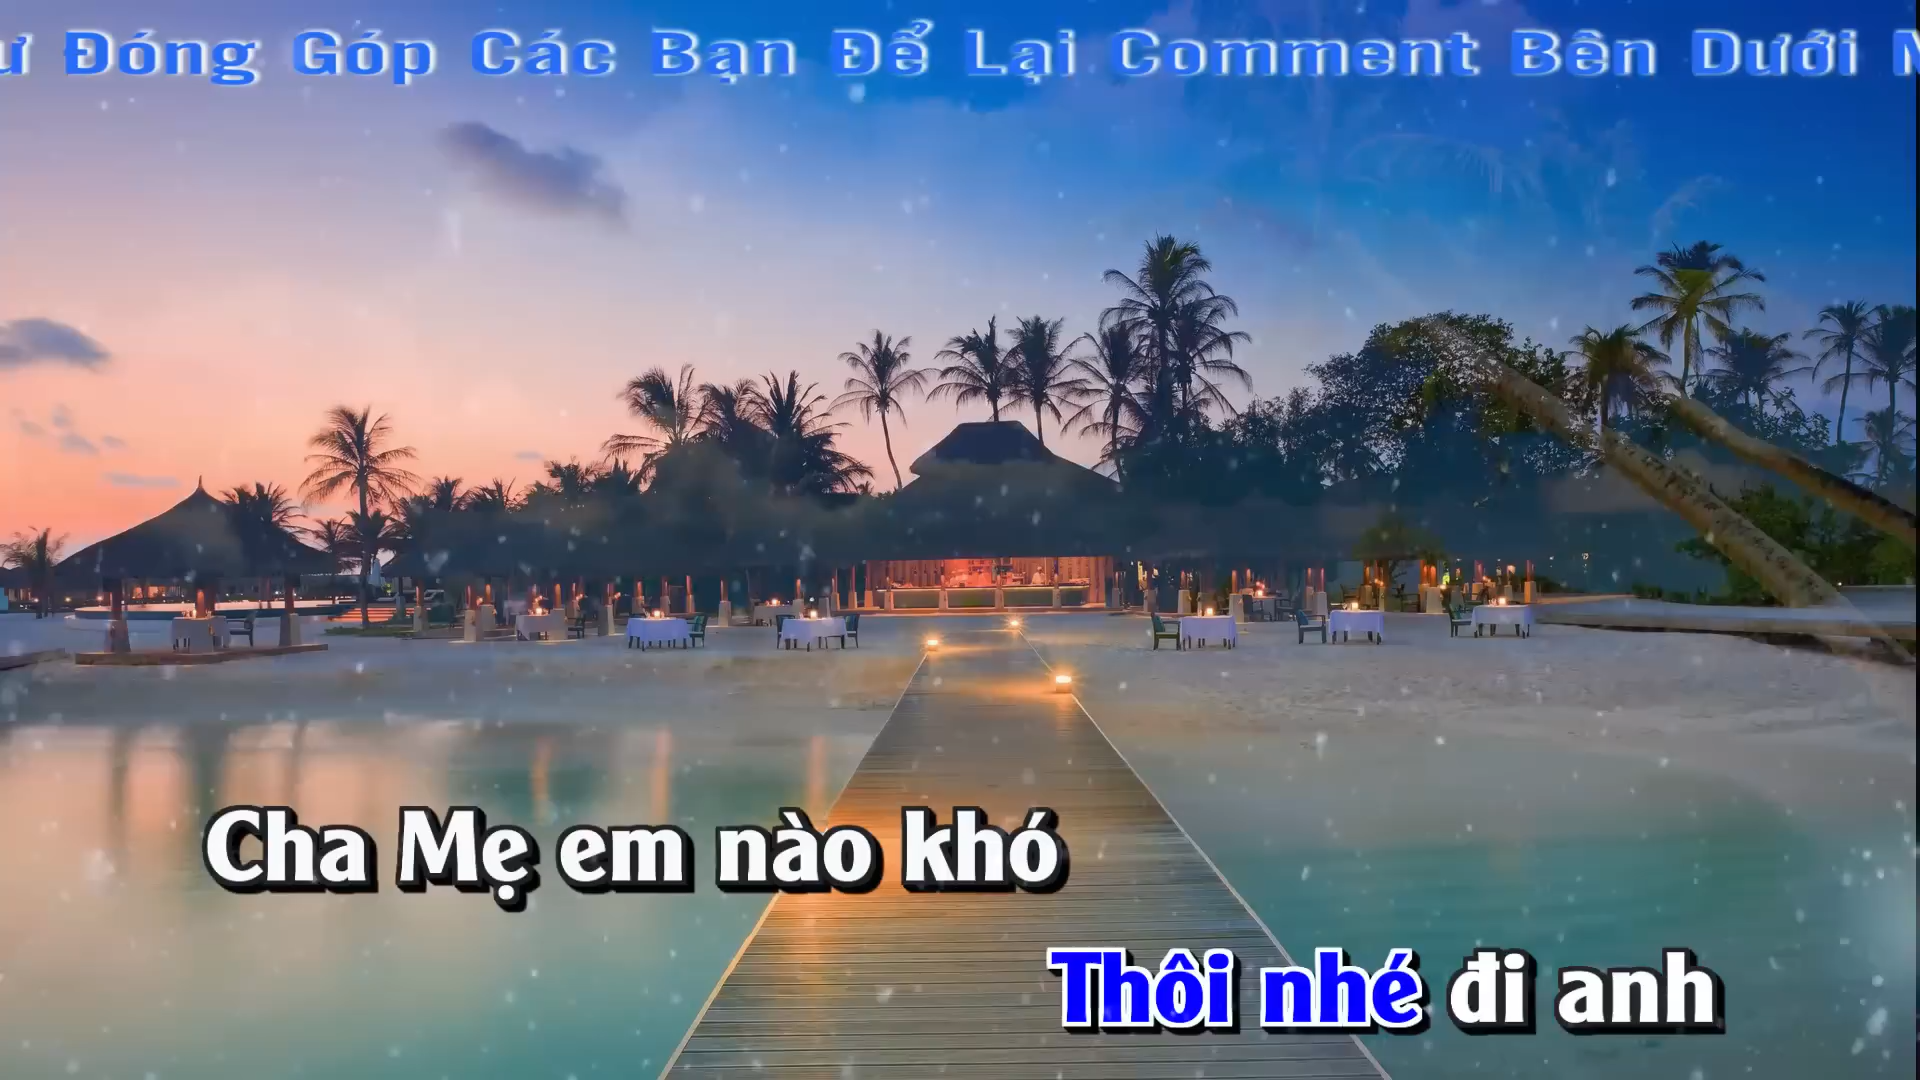 Đóng Góp Các Bạn Để Lại Comment Bên Dưới
Cha Mẹ em nào khó
Thôi nhé đi anh